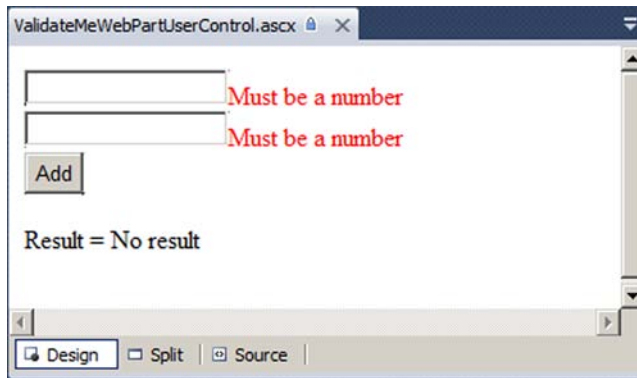 ValidateMeWebPartUserControl.ascx
Must be a number
Must be a number
Add
Result = No result
Design Split Source